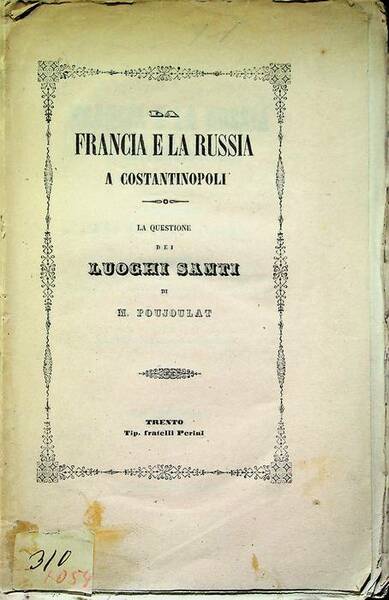 LA
FRANCIA E LA RUSSIA
A COSTANTINOPOLI
LA QUESTIONE
DEI
LUOGHI SANTI
DI
M. POUJOULAT
TRENTO
Tip. fratelli Perini
310
1054